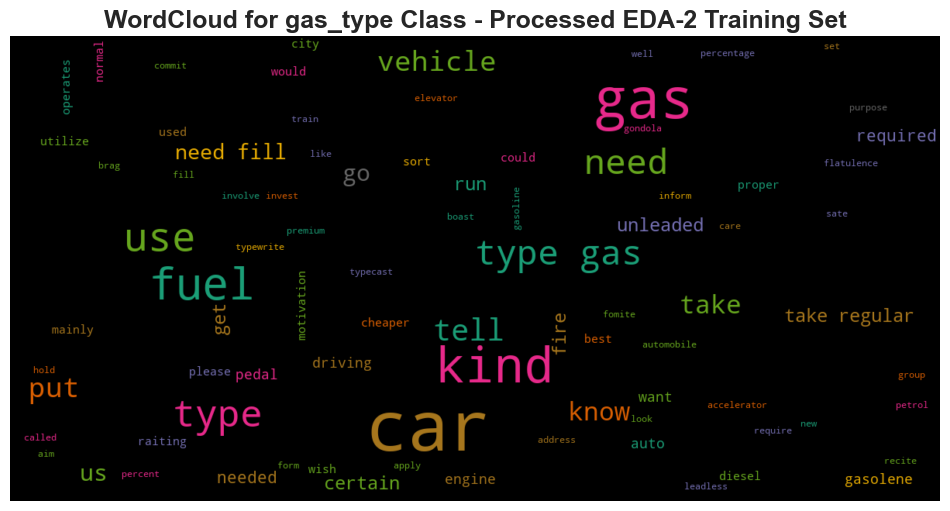 WordCloud for gas_type Class - Processed EDA-2 Training Set
city
normal
operates
commit
would
vehicle
well
percentage
set
elevator
gas
purpose
train
gondola
used
utilize
required
need fill
like
sort
could
need
flatulence
brag
fill
go
run
proper
involve
invest
gasoline
inform
boast
unleaded
care
sate
use
premium
typewrite
type gas
fuel
typecast
motivation
take
get
mainly
cheaper
tell
fire
fomite
take regular
best
automobile
driving
kind
hold
put
please
pedal
group
type
car
know
want
look
accelerator
petrol
called
raiting
address
auto
require
new
aim
us
percent
form
wish
apply
needed
certain
engine
diesel
leadless
recite
gasolene